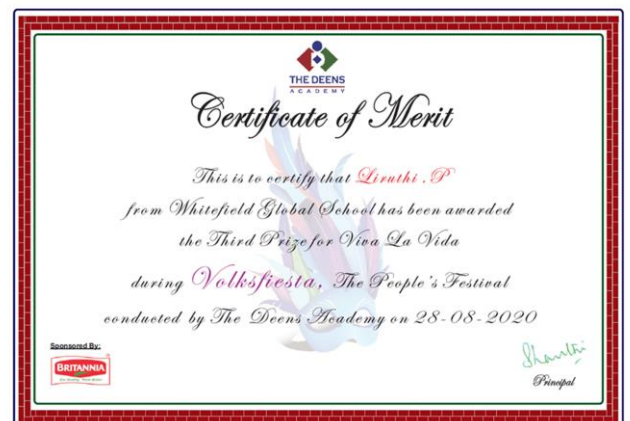 THE DEENS
ACADEMY
Certificate of Merit
This is to certify that Liruthi . P
from Whitefield Global School has been awarded
the Third Prize for Viva La Vida
during Volksfiesta, The People's Festival
conducted by The Deens Academy on 28-08-2020
Sponsored By:
BRITANNIA
Shanthi
Principal